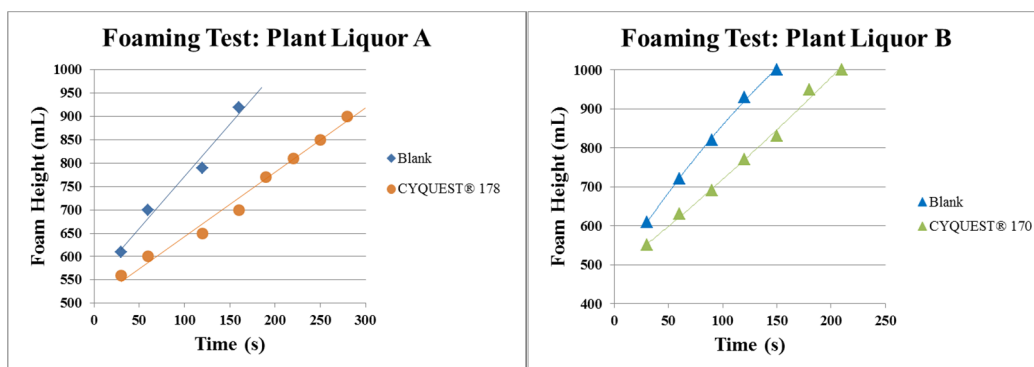 Foaming Test: Plant Liquor A
Foam Height (mL)
1000
950
900
850
800
750
700
650
600
550
500
0 50 100 150 200 250 300
Time (s)
Blank
CYQUEST® 178
Foaming Test: Plant Liquor B
Foam Height (mL)
1000
900
800
700
600
500
400
0 50 100 150 200 250
Time (s)
Blank
CYQUEST® 170